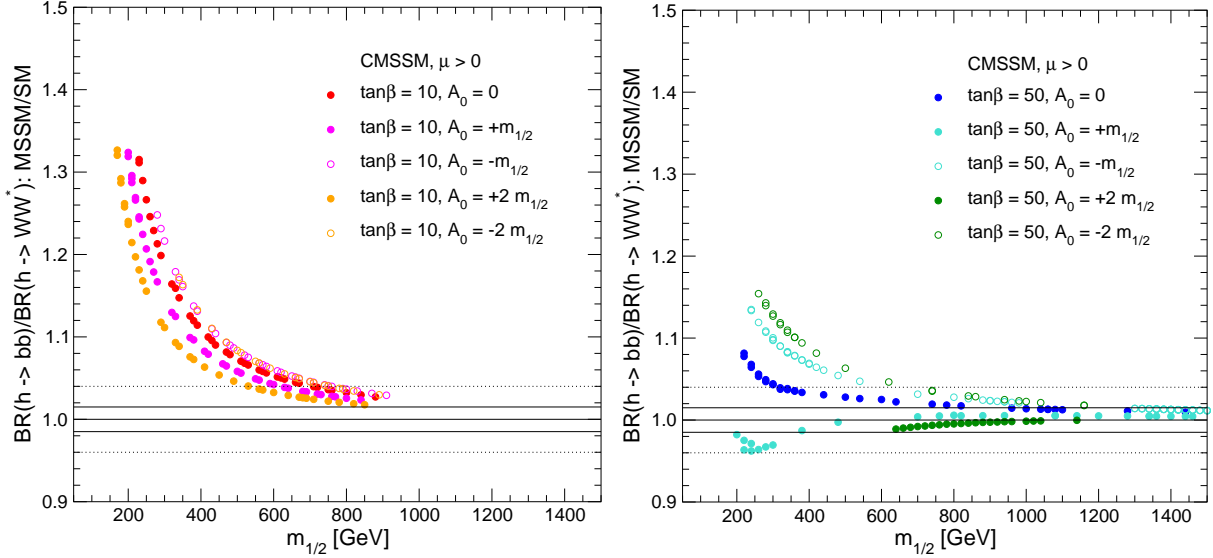 1.5
1.4
1.3
1.2
1.1
1.0
0.9
BR(h -> bb)/BR(h -> WW*): MSSM/SM
CMSSM, μ > 0
tanβ = 10, A₀ = 0
tanβ = 10, A₀ = +m₁/₂
tanβ = 10, A₀ = -m₁/₂
tanβ = 10, A₀ = +2 m₁/₂
tanβ = 10, A₀ = -2 m₁/₂
200 400 600 800 1000 1200 1400
m₁/₂ [GeV]
1.5
1.4
1.3
1.2
1.1
1.0
0.9
BR(h -> bb)/BR(h -> WW*): MSSM/SM
CMSSM, μ > 0
tanβ = 50, A₀ = 0
tanβ = 50, A₀ = +m₁/₂
tanβ = 50, A₀ = -m₁/₂
tanβ = 50, A₀ = +2 m₁/₂
tanβ = 50, A₀ = -2 m₁/₂
200 400 600 800 1000 1200 1400
m₁/₂ [GeV]